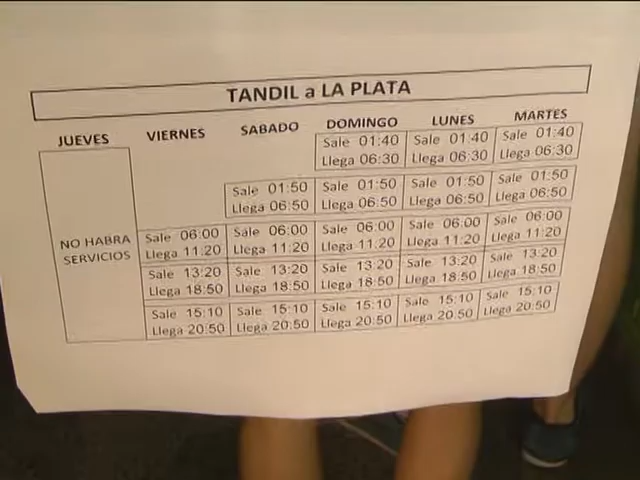 TANDIL a LA PLATA
JUEVES VIERNES SABADO DOMINGO LUNES MARTES
Sale 01:40 Sale 01:40 Sale 01:40
Llega 06:30 Llega 06:30 Llega 06:30
Sale 01:50 Sale 01:50 Sale 01:50 Sale 01:50
Llega 06:50 Llega 06:50 Llega 06:50 Llega 06:50
NO HABRA
SERVICIOS
Sale 06:00 Sale 06:00 Sale 06:00 Sale 06:00 Sale 06:00
Llega 11:20 Llega 11:20 Llega 11:20 Llega 11:20 Llega 11:20
Sale 13:20 Sale 13:20 Sale 13:20 Sale 13:20 Sale 13:20
Llega 18:50 Llega 18:50 Llega 18:50 Llega 18:50 Llega 18:50
Sale 15:10 Sale 15:10 Sale 15:10 Sale 15:10 Sale 15:10
Llega 20:50 Llega 20:50 Llega 20:50 Llega 20:50 Llega 20:50